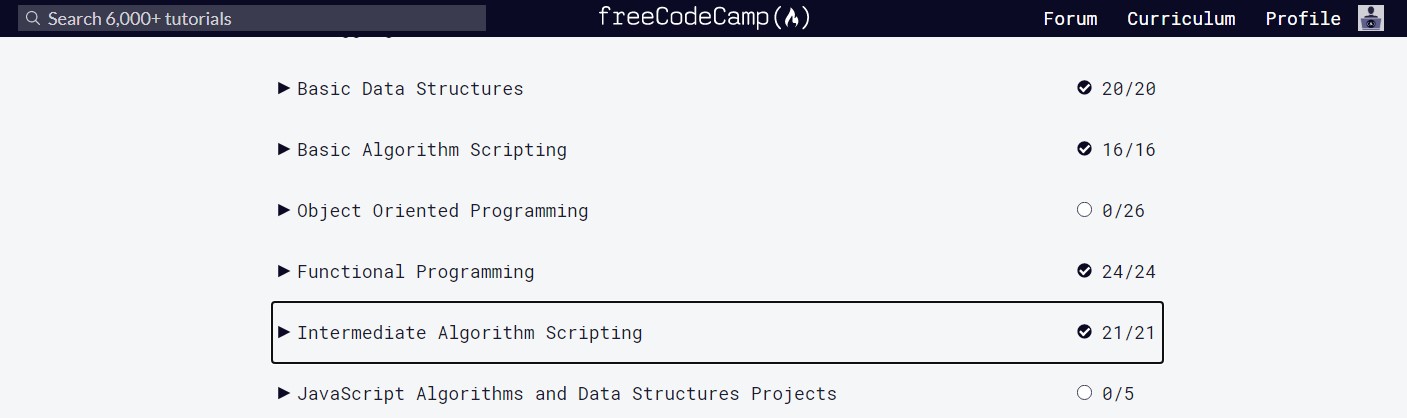 Search 6,000+ tutorials
freeCodeCamp
Forum Curriculum Profile
Basic Data Structures 20/20
Basic Algorithm Scripting 16/16
Object Oriented Programming 0/26
Functional Programming 24/24
Intermediate Algorithm Scripting 21/21
JavaScript Algorithms and Data Structures Projects 0/5